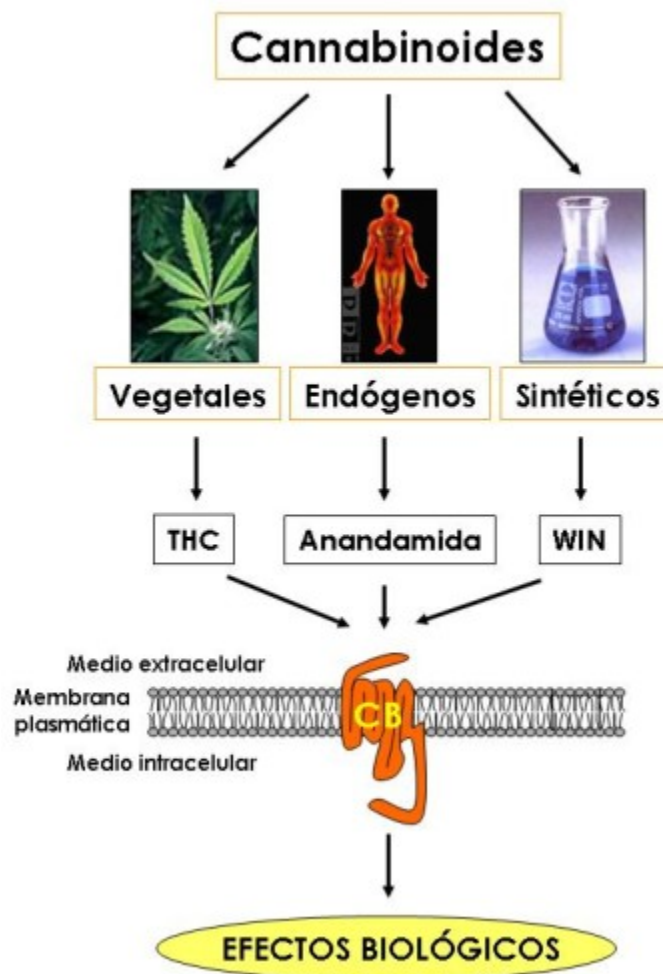 Cannabinoides
Vegetales
Endógenos
Sintéticos
THC
Anandamida
WIN
Medio extracelular
Membrana
plasmática
CB
Medio intracelular
EFECTOS BIOLÓGICOS